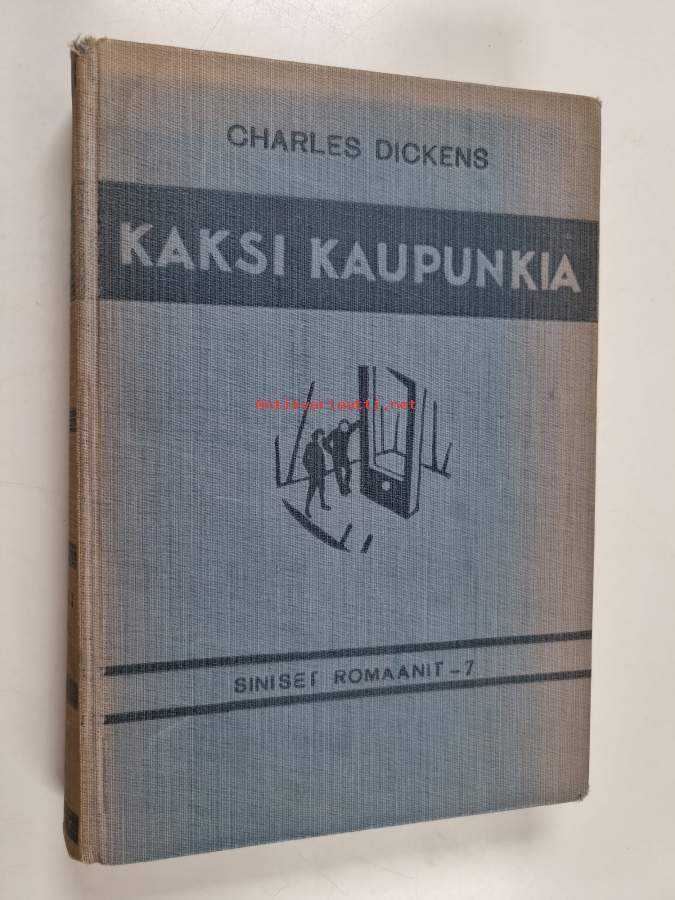 CHARLES DICKENS
KAKSI KAUPUNKIA
Antikvariaatti.net
SINISET ROMAANIT - 7